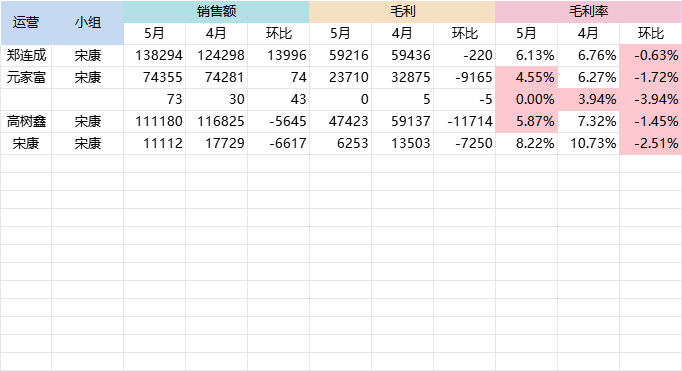 运营 小组 销售额 毛利 毛利率
5月 4月 环比 5月 4月 环比 5月 4月 环比
郑连成 宋康 138294 124298 13996 59216 59436 -220 6.13% 6.76% -0.63%
元家富 宋康 74355 74281 74 23710 32875 -9165 4.55% 6.27% -1.72%
73 30 43 0 5 -5 0.00% 3.94% -3.94%
高树鑫 宋康 111180 116825 -5645 47423 59137 -11714 5.87% 7.32% -1.45%
宋康 宋康 11112 17729 -6617 6253 13503 -7250 8.22% 10.73% -2.51%